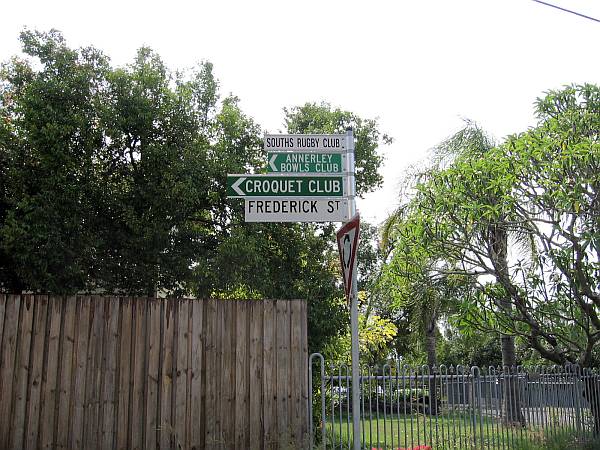 SOUTHS RUGBY CLUB
ANNERLEY
BOWLS CLUB
CROQUET CLUB
FREDERICK ST